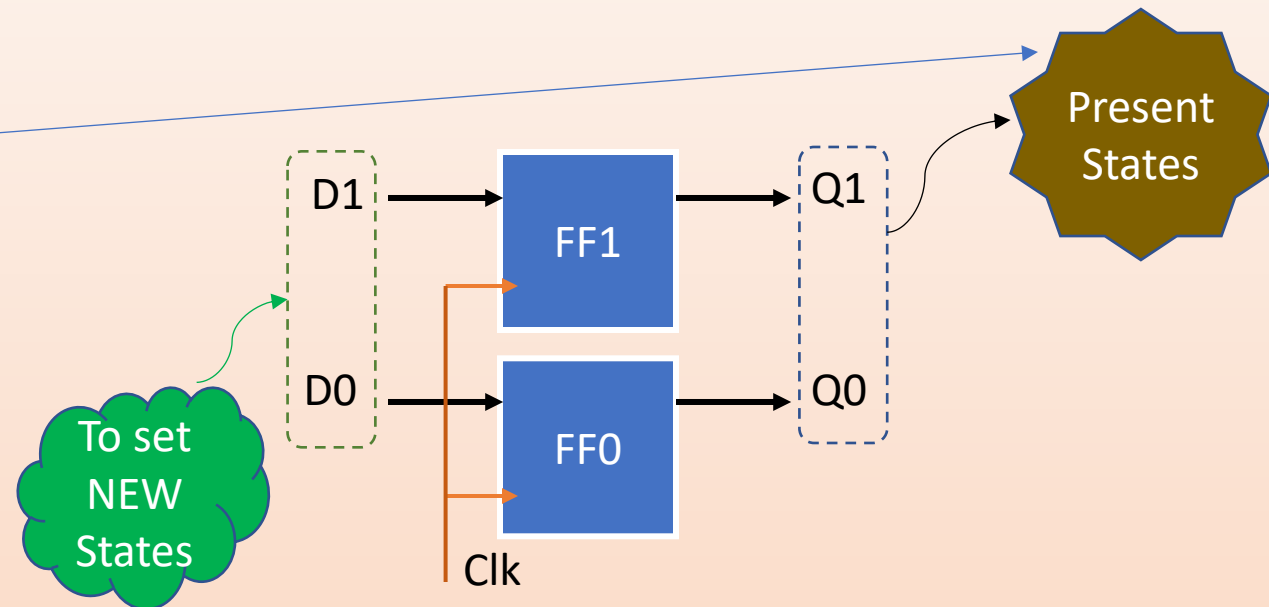 Present
States
D1
FF1
Q1
D0
FF0
Q0
To set
NEW
States
Clk